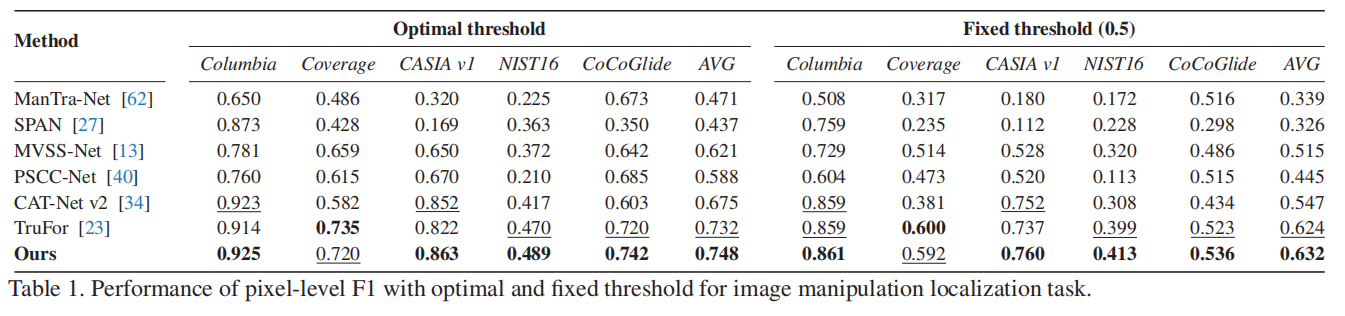 Method Optimal threshold Fixed threshold (0.5)
Columbia Coverage CASIA v1 NIST16 CoCoGlide AVG Columbia Coverage CASIA v1 NIST16 CoCoGlide AVG
ManTra-Net [62] 0.650 0.486 0.320 0.225 0.673 0.471 0.508 0.317 0.180 0.172 0.516 0.339
SPAN [27] 0.873 0.428 0.169 0.363 0.350 0.437 0.759 0.235 0.112 0.228 0.298 0.326
MVSS-Net [13] 0.781 0.659 0.650 0.372 0.642 0.621 0.729 0.514 0.528 0.320 0.486 0.515
PSCC-Net [40] 0.760 0.615 0.670 0.210 0.685 0.588 0.604 0.473 0.520 0.113 0.515 0.445
CAT-Net v2 [34] 0.923 0.582 0.852 0.417 0.603 0.675 0.859 0.381 0.752 0.308 0.434 0.547
TruFor [23] 0.914 0.735 0.822 0.470 0.720 0.732 0.859 0.600 0.737 0.399 0.523 0.624
Ours 0.925 0.720 0.863 0.489 0.742 0.748 0.861 0.592 0.760 0.413 0.536 0.632
Table 1. Performance of pixel-level F1 with optimal and fixed threshold for image manipulation localization task.